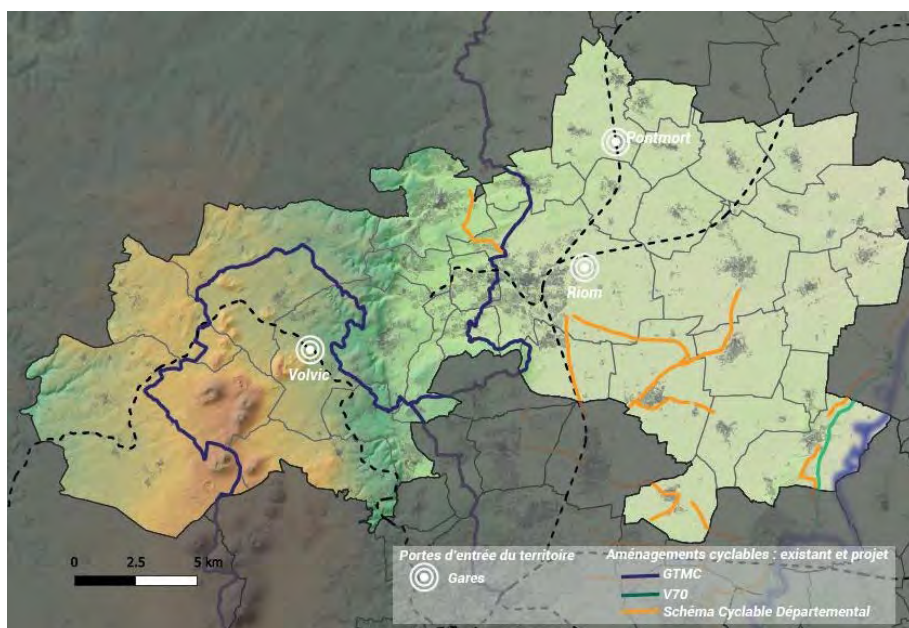 Pontmort
Riom
Volvic
0 2.5 5 km
Portes d'entrée du territoire
Gares
Aménagements cyclables : existant et projet
GTMC
V70
Schéma Cyclable Départemental